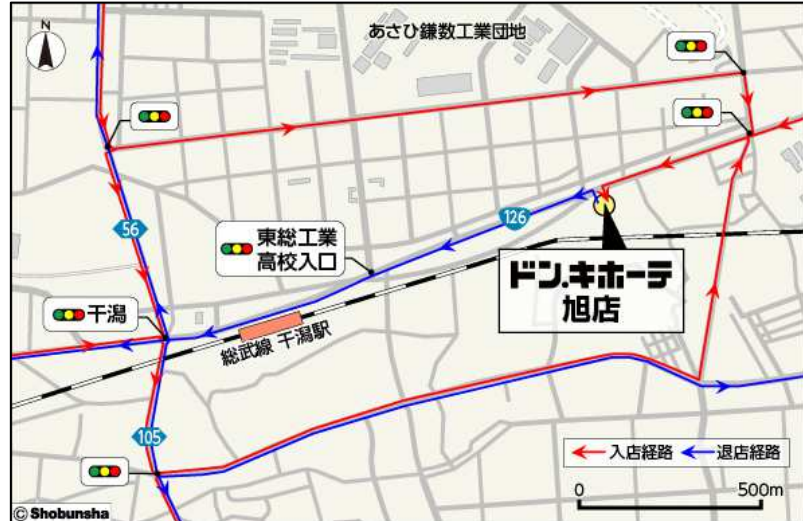 あさひ鎌数工業団地
N
56
126
東総工業
高校入口
ドン.キホーテ
旭店
干潟
総武線 干潟駅
105
入店経路
退店経路
0
500m
© Shobunsha